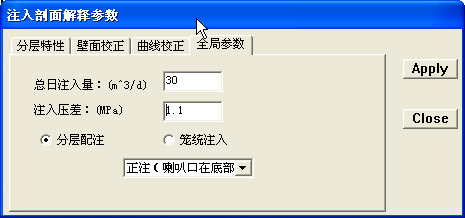 注入剖面解释参数
分层特性 壁面校正 曲线校正 全局参数
总日注入量：(m^3/d) 30
注入压差：(MPa) 1.1
分层配注 笼统注入
正注(喇叭口在底部
Apply
Close